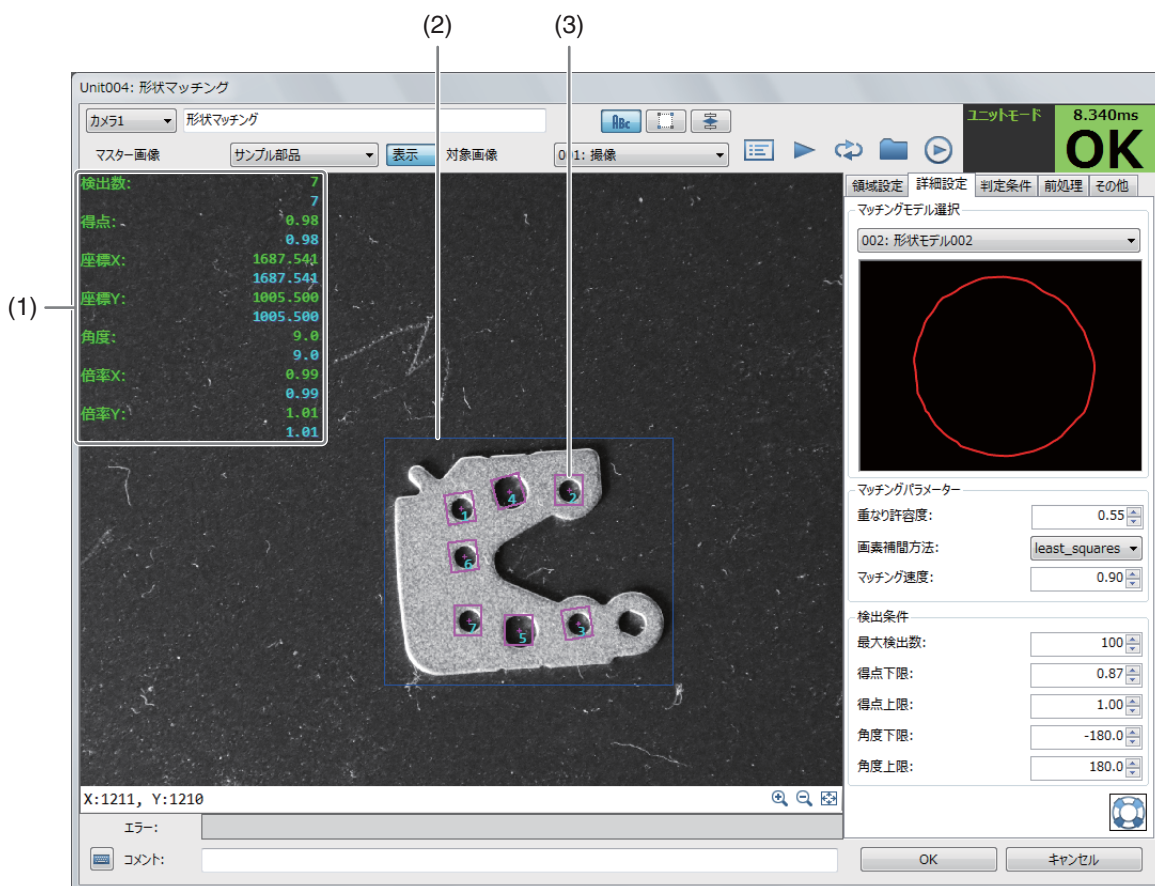 (2) (3)
Unit004: 形状マッチング
カメラ1 形状マッチング ABC ユニットモード 8.340ms
OK
マスター画像 サンプル部品 表示 対象画像 001: 撮像
領域設定 詳細設定 判定条件 前処理 その他
検出数: 7
7
得点: 0.98
0.98
座標X: 1687.541
1687.541
座標Y: 1005.500
1005.500
角度: 9.0
9.0
倍率X: 0.99
0.99
倍率Y: 1.01
1.01
(1)
1
4
2
6
7
5
3
マッチングモデル選択
002: 形状モデル002
マッチングパラメーター
重なり許容度: 0.55
画素補間方法: least_squares
マッチング速度: 0.90
検出条件
最大検出数: 100
得点下限: 0.87
得点上限: 1.00
角度下限: -180.0
角度上限: 180.0
X:1211, Y:1210
エラー:
コメント:
OK キャンセル